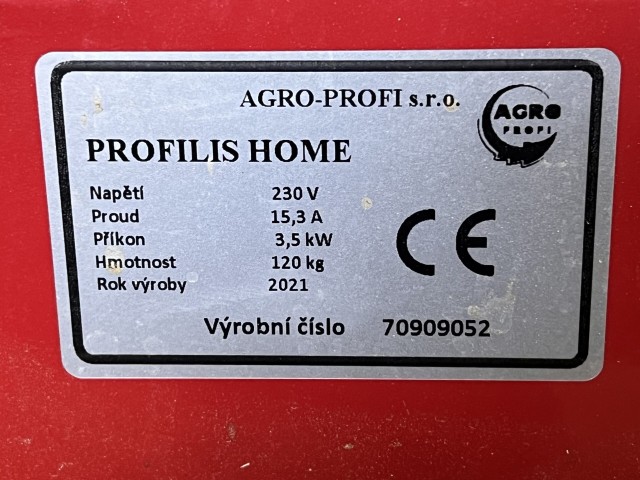 AGRO-PROFI s.r.o.
AGRO
PROFI
PROFILIS HOME
Napětí 230 V
Proud 15,3 A
Příkon 3,5 kW
Hmotnost 120 kg
Rok výroby 2021
CE
Výrobní číslo 70909052